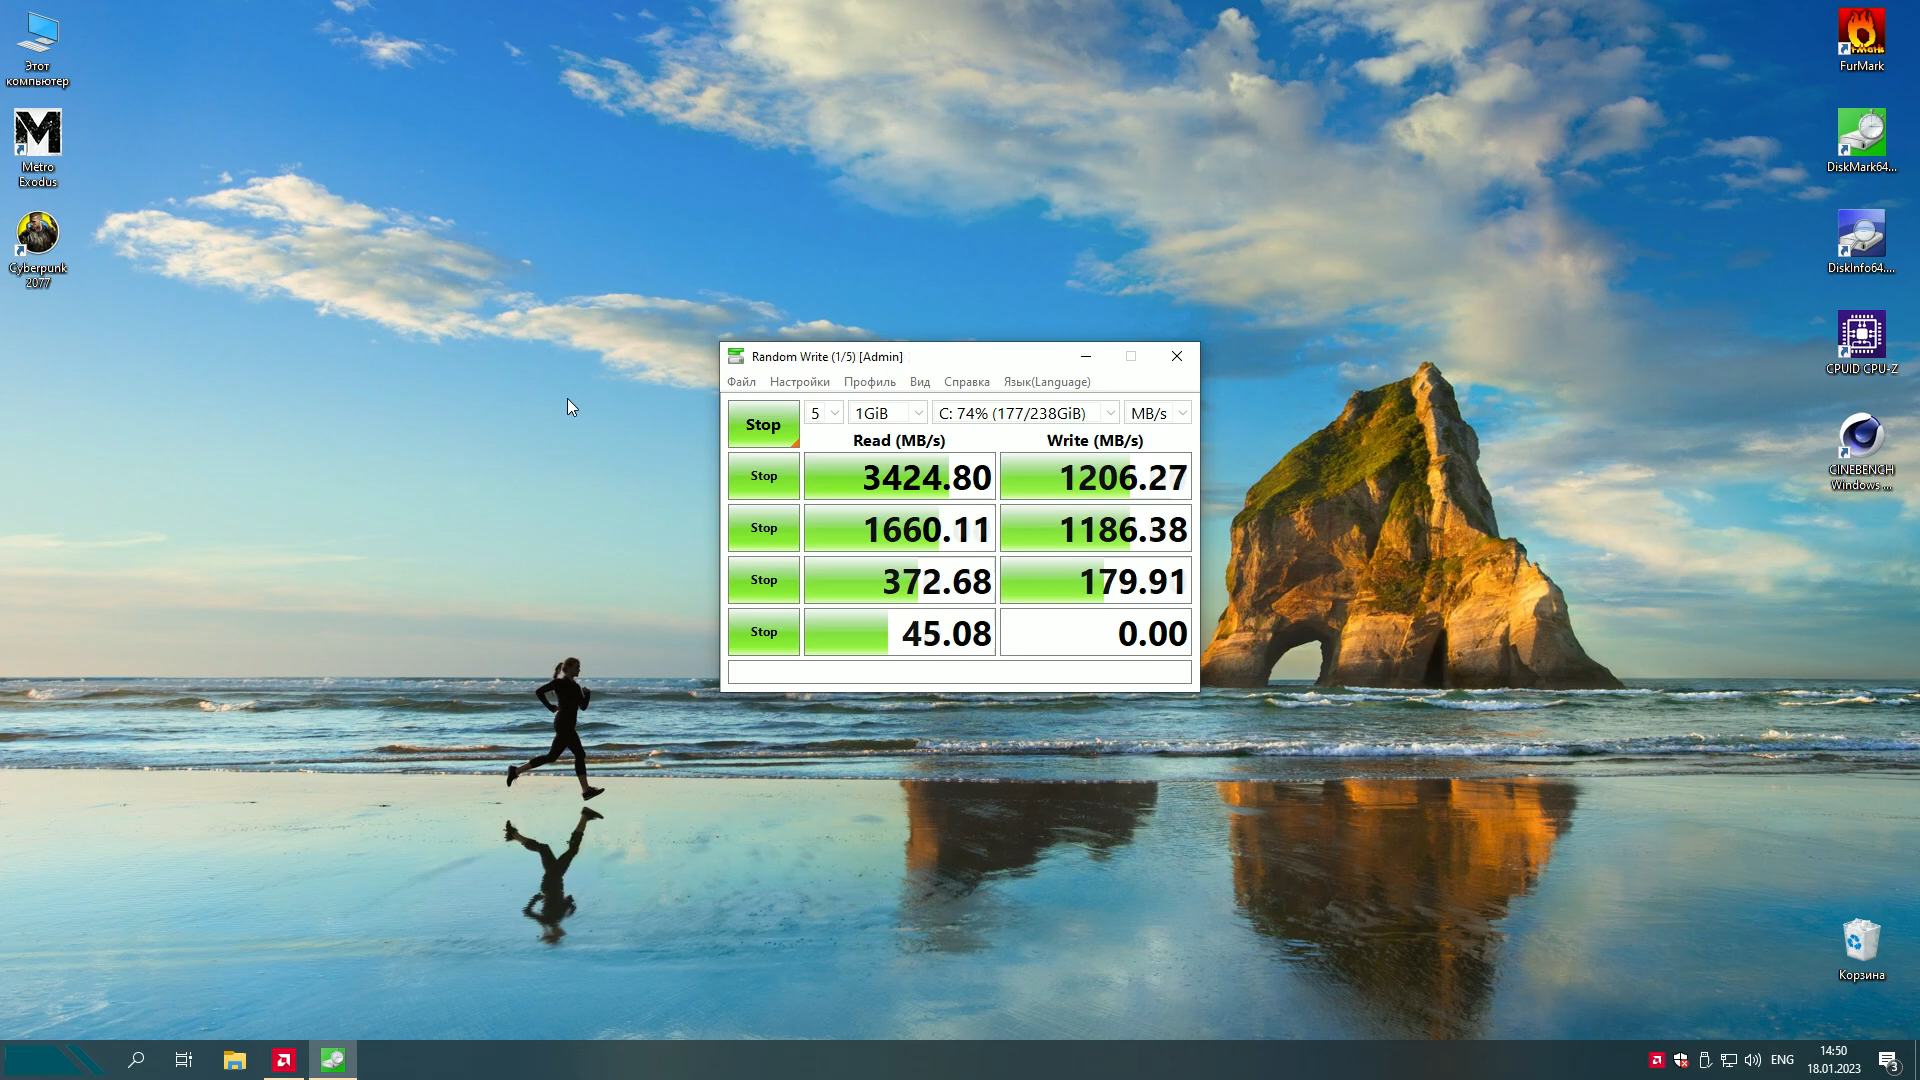 Этот
компьютер
Metro
Exodus
Cyberpunk
2077
Random Write (1/5) [Admin]
Файл Настройки Профиль Вид Справка Язык(Language)
Stop 5 1GiB C: 74% (177/238GiB) MB/s
Read (MB/s) Write (MB/s)
Stop 3424.80 1206.27
Stop 1660.11 1186.38
Stop 372.68 179.91
Stop 45.08 0.00
FurMark
DiskMark64...
DiskInfo64....
CPUID CPU-Z
CINEBENCH
Windows ...
Корзина
ENG
14:50
18.01.2023
3